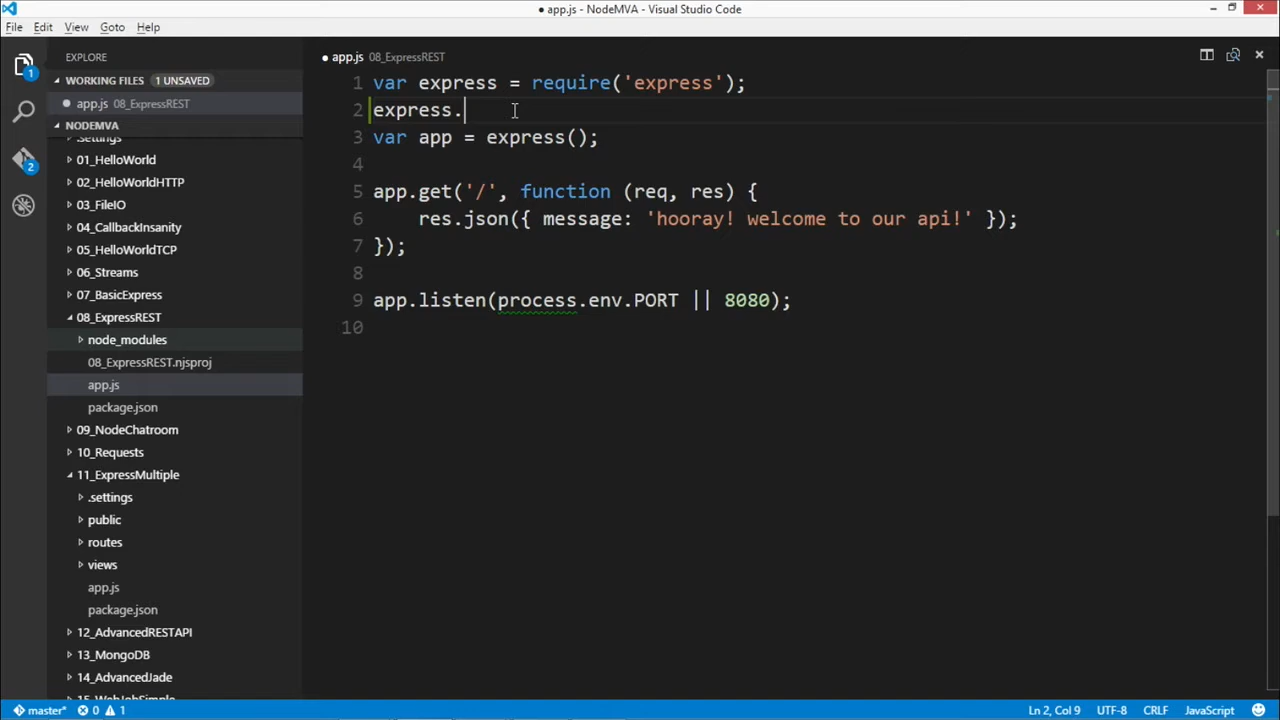 ● app.js - NodeMVA - Visual Studio Code
File Edit View Goto Help
EXPLORE
WORKING FILES 1 UNSAVED
● app.js 08_ExpressREST
NODEMVA
.settings
01_HelloWorld
02_HelloWorldHTTP
03_FileIO
04_CallbackInsanity
05_HelloWorldTCP
06_Streams
07_BasicExpress
08_ExpressREST
node_modules
08_ExpressREST.njsproj
app.js
package.json
09_NodeChatroom
10_Requests
11_ExpressMultiple
.settings
public
routes
views
app.js
package.json
12_AdvancedRESTAPI
13_MongoDB
14_AdvancedJade
15_WebJobSimple
1
2
● app.js 08_ExpressREST
1 var express = require('express');
2 express.
3 var app = express();
4
5 app.get('/', function (req, res) {
6 res.json({ message: 'hooray! welcome to our api!' });
7 });
8
9 app.listen(process.env.PORT || 8080);
10
master* 0 1 Ln 2, Col 9 UTF-8 CRLF JavaScript